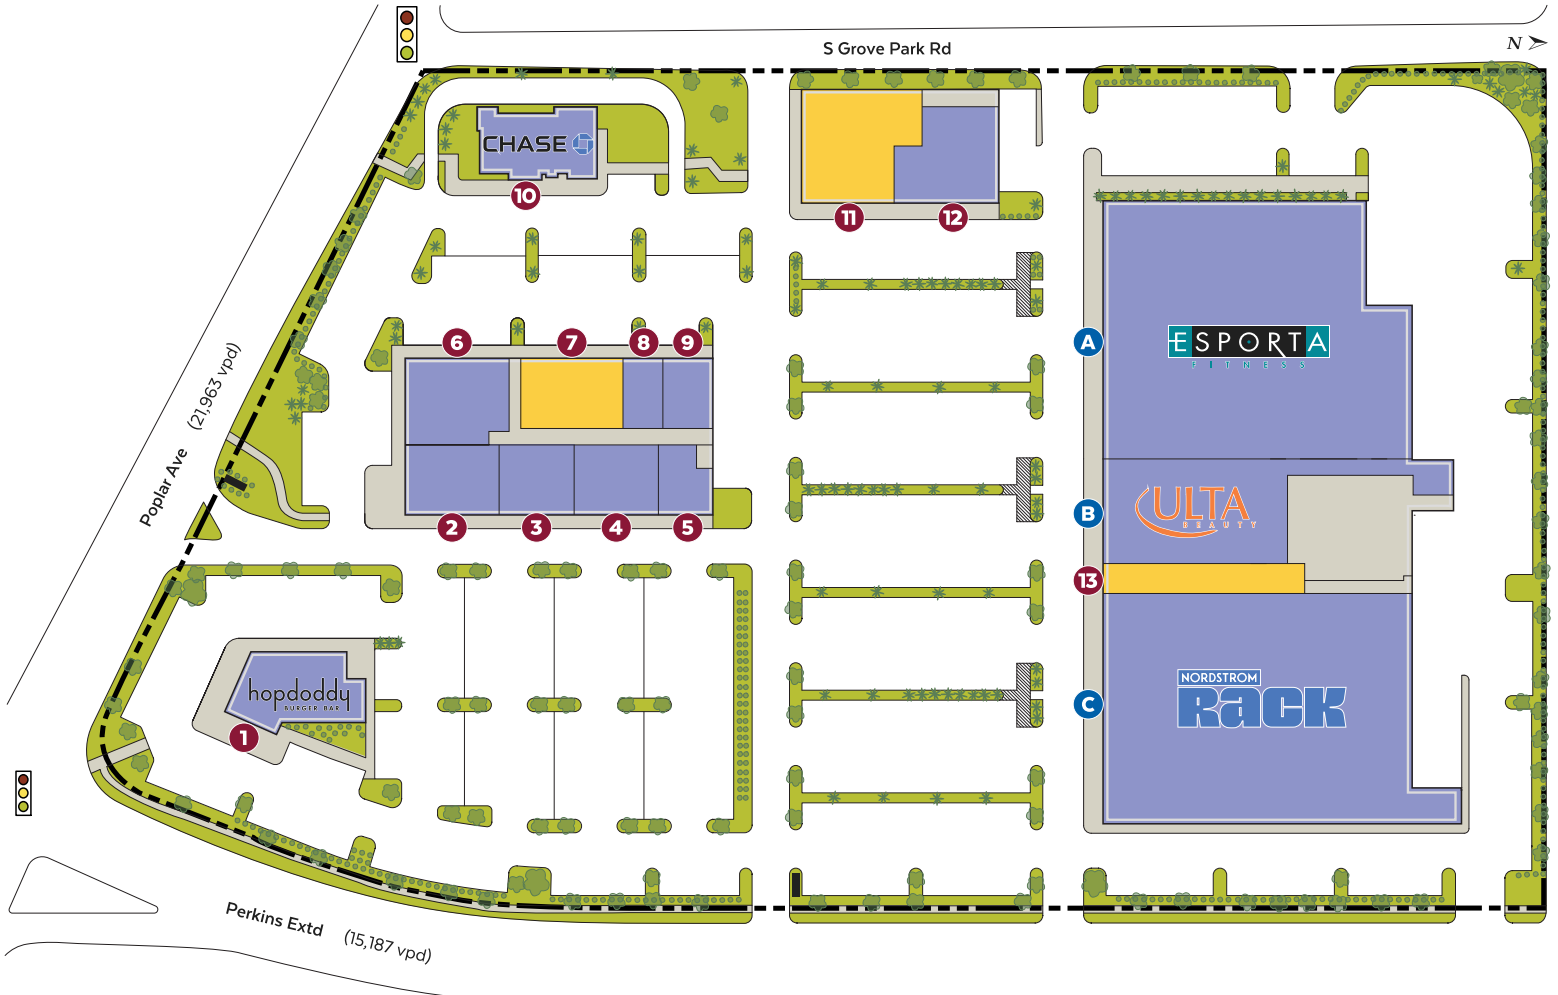 S Grove Park Rd
N
CHASE
10
11
12
6
7
8
9
A
ESPORTA
FITNESS
(21,963 vpd)
Poplar Ave
B
ULTA
BEAUTY
2
3
4
5
13
hopdoddy
BURGER BAR
1
C
NORDSTROM
RACK
Perkins Extd
(15,187 vpd)